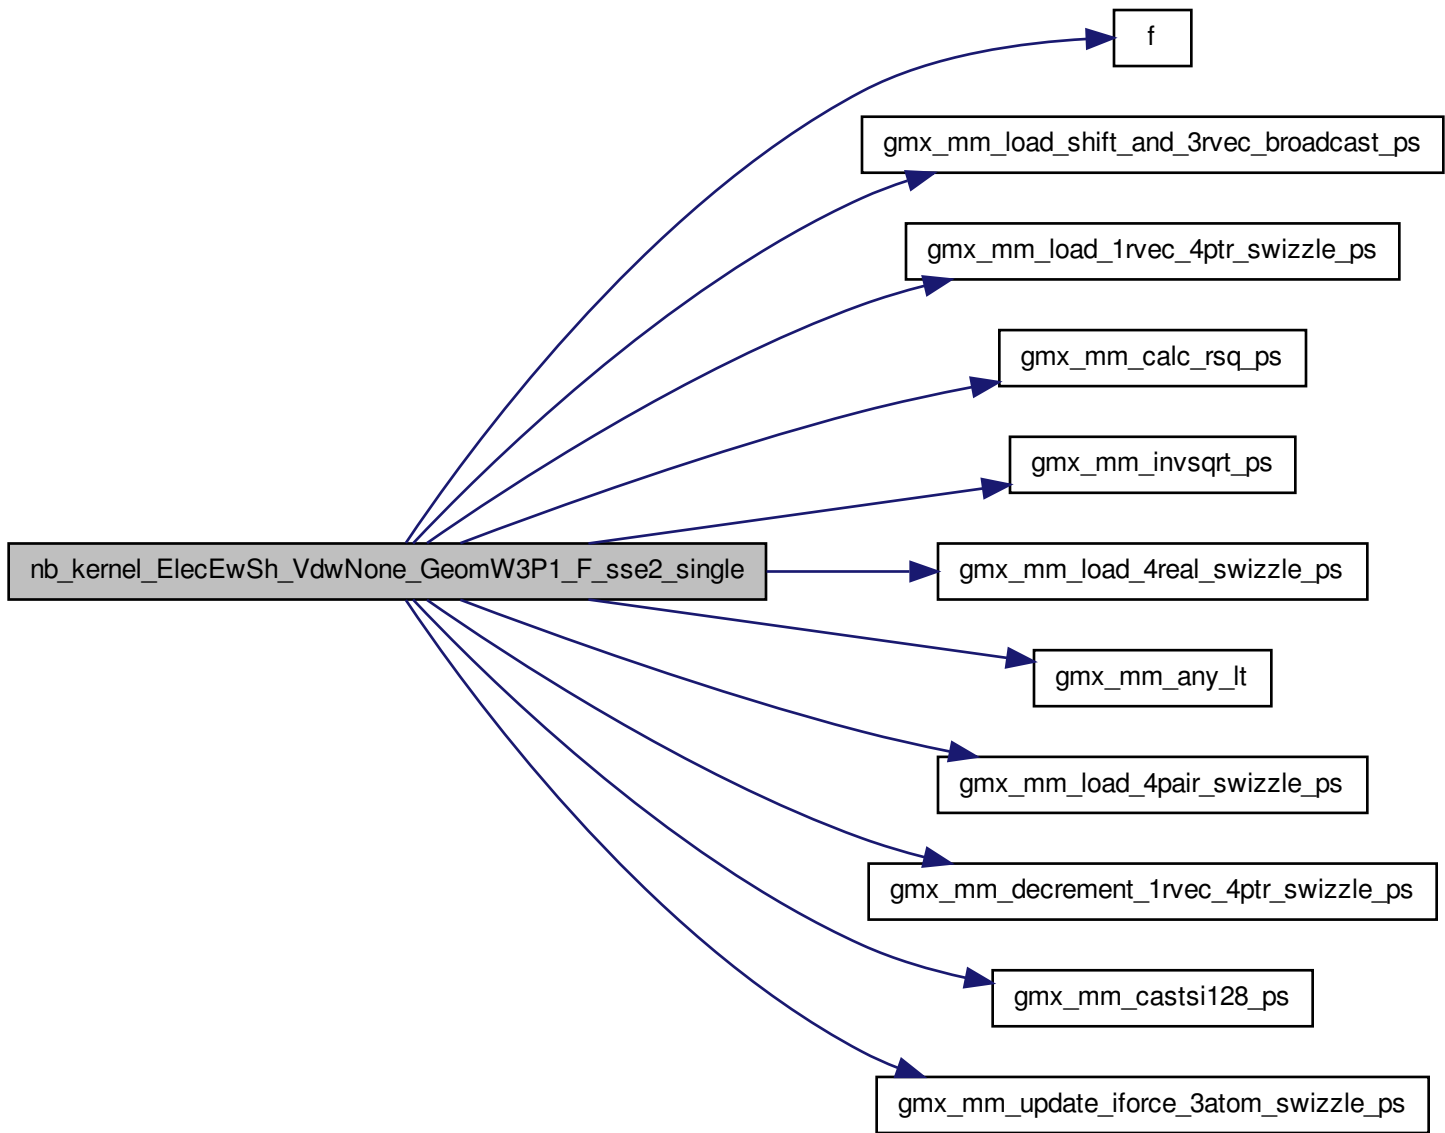 f
gmx_mm_load_shift_and_3rvec_broadcast_ps
gmx_mm_load_1rvec_4ptr_swizzle_ps
gmx_mm_calc_rsq_ps
gmx_mm_invsqrt_ps
nb_kernel_ElecEwSh_VdwNone_GeomW3P1_F_sse2_single
gmx_mm_load_4real_swizzle_ps
gmx_mm_any_lt
gmx_mm_load_4pair_swizzle_ps
gmx_mm_decrement_1rvec_4ptr_swizzle_ps
gmx_mm_castsi128_ps
gmx_mm_update_iforce_3atom_swizzle_ps